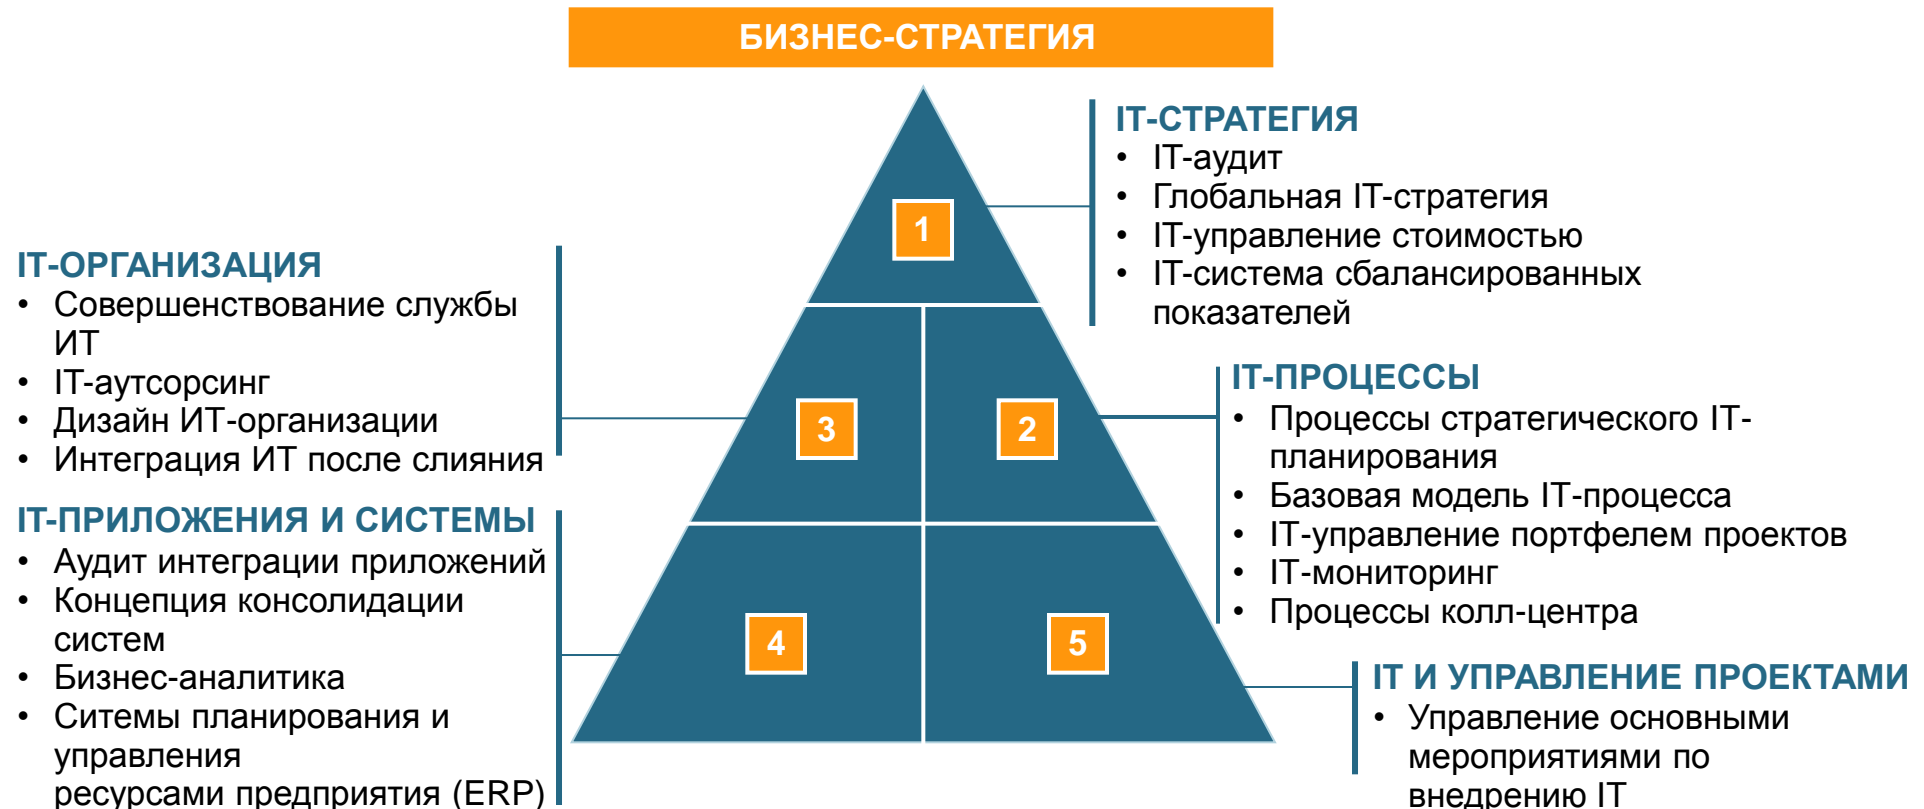 БИЗНЕС-СТРАТЕГИЯ
IT-СТРАТЕГИЯ
• IT-аудит
• Глобальная IT-стратегия
• IT-управление стоимостью
• IT-система сбалансированных
показателей
1
IT-ОРГАНИЗАЦИЯ
• Совершенствование службы
ИТ
• IT-аутсорсинг
• Дизайн ИТ-организации
• Интеграция ИТ после слияния
3
2
IT-ПРОЦЕССЫ
• Процессы стратегического IT-
планирования
• Базовая модель IT-процесса
• IT-управление портфелем проектов
• IT-мониторинг
• Процессы колл-центра
IT-ПРИЛОЖЕНИЯ И СИСТЕМЫ
• Аудит интеграции приложений
• Концепция консолидации
систем
• Бизнес-аналитика
• Ситемы планирования и
управления
ресурсами предприятия (ERP)
4
5
IT И УПРАВЛЕНИЕ ПРОЕКТАМИ
• Управление основными
мероприятиями по
внедрению IT